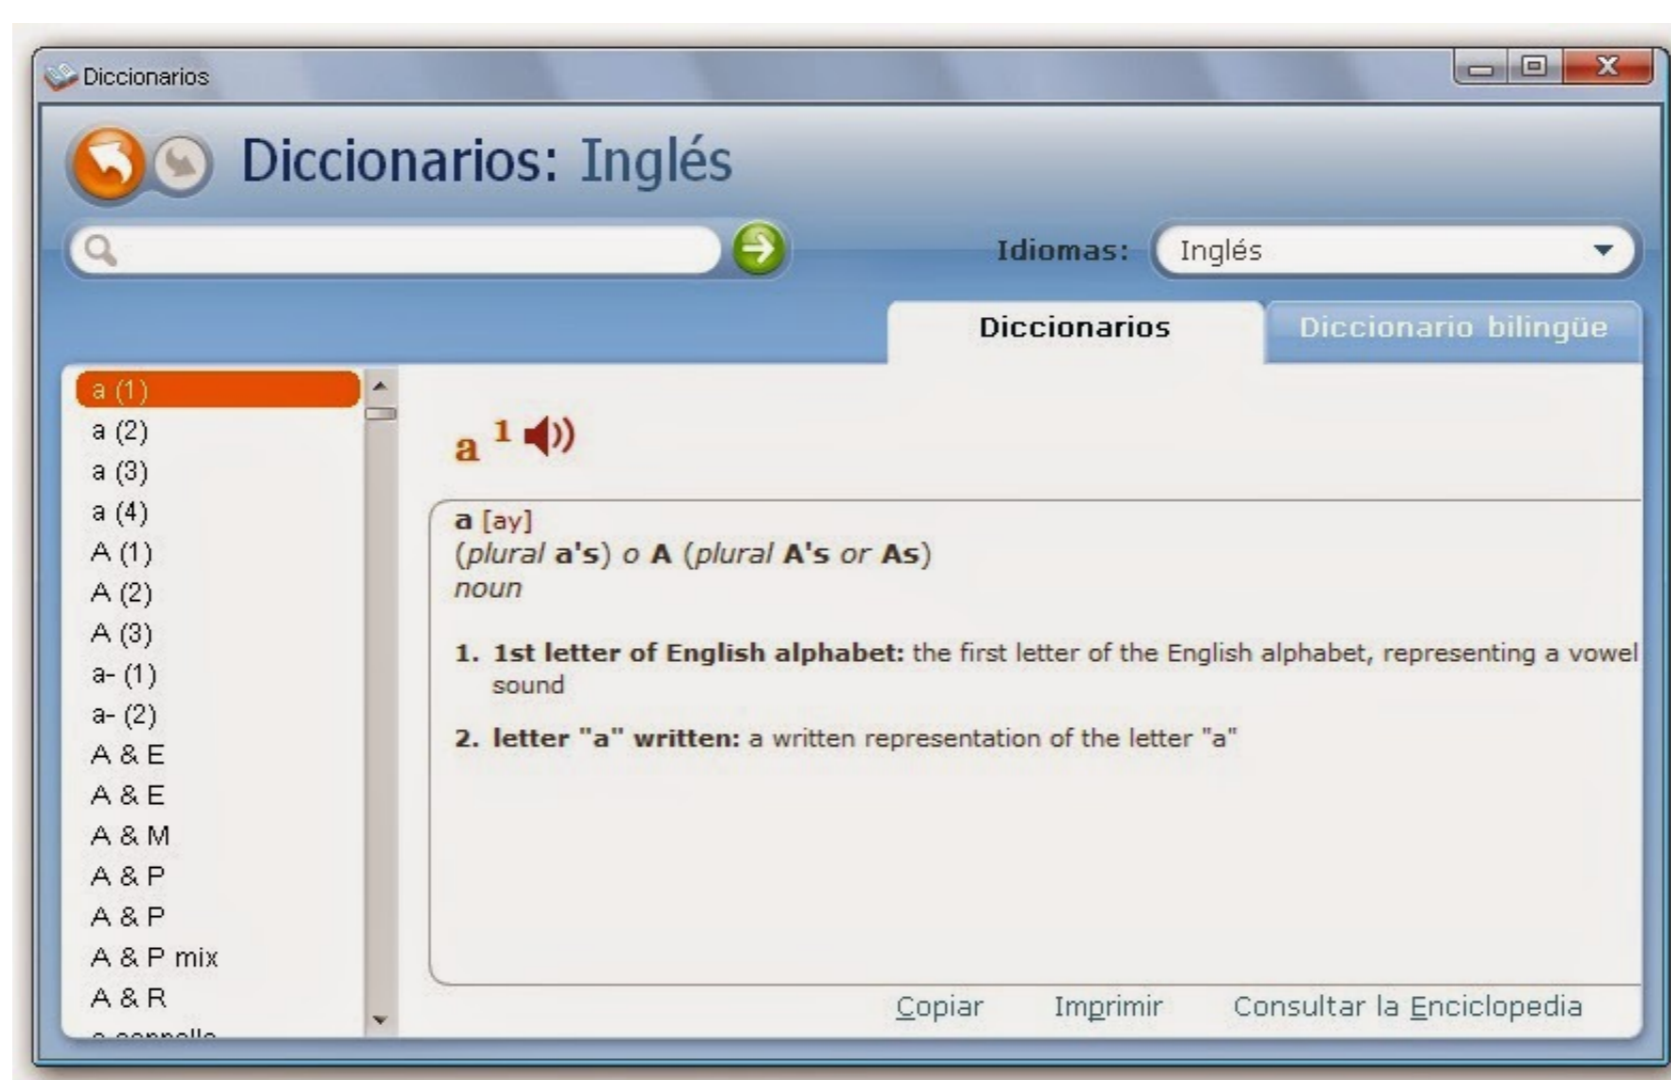 Diccionarios
Diccionarios: Inglés
Idiomas: Inglés
Diccionarios
Diccionario bilingüe
a (1)
a (2)
a (3)
a (4)
A (1)
A (2)
A (3)
a- (1)
a- (2)
A & E
A & E
A & M
A & P
A & P
A & P mix
A & R
a 1
a [ay]
(plural a's) o A (plural A's or As)
noun
1. 1st letter of English alphabet: the first letter of the English alphabet, representing a vowel
sound
2. letter "a" written: a written representation of the letter "a"
Copiar Imprimir Consultar la Enciclopedia